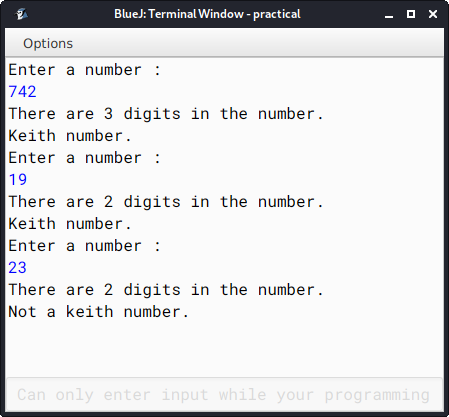 BlueJ: Terminal Window - practical
Options
Enter a number :
742
There are 3 digits in the number.
Keith number.
Enter a number :
19
There are 2 digits in the number.
Keith number.
Enter a number :
23
There are 2 digits in the number.
Not a keith number.
Can only enter input while your programming